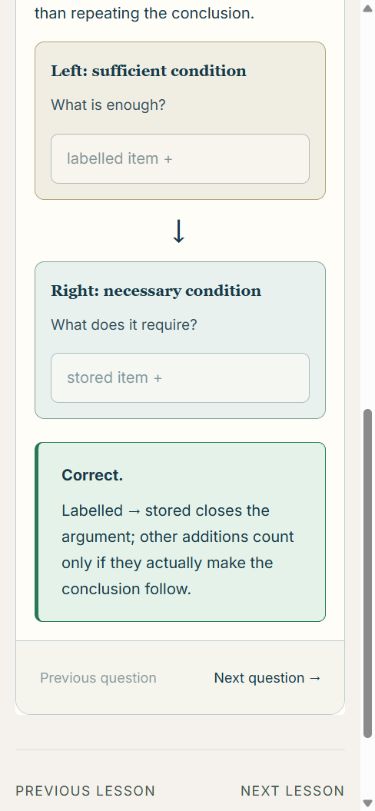 than repeating the conclusion.
Left: sufficient condition
What is enough?
labelled item +
↓
Right: necessary condition
What does it require?
stored item +
Correct.
Labelled → stored closes the
argument; other additions count
only if they actually make the
conclusion follow.
Previous question
Next question →
PREVIOUS LESSON
NEXT LESSON